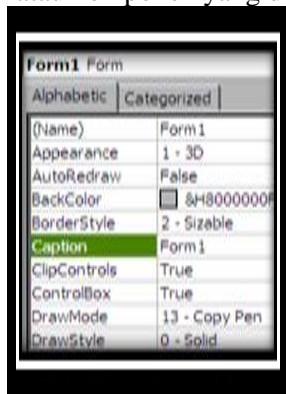 Form1 Form
Alphabetic Categorized
(Name) Form1
Appearance 1 - 3D
AutoRedraw False
BackColor &H8000000F
BorderStyle 2 - Sizable
Caption Form1
ClipControls True
ControlBox True
DrawMode 13 - Copy Pen
DrawStyle 0 - Solid